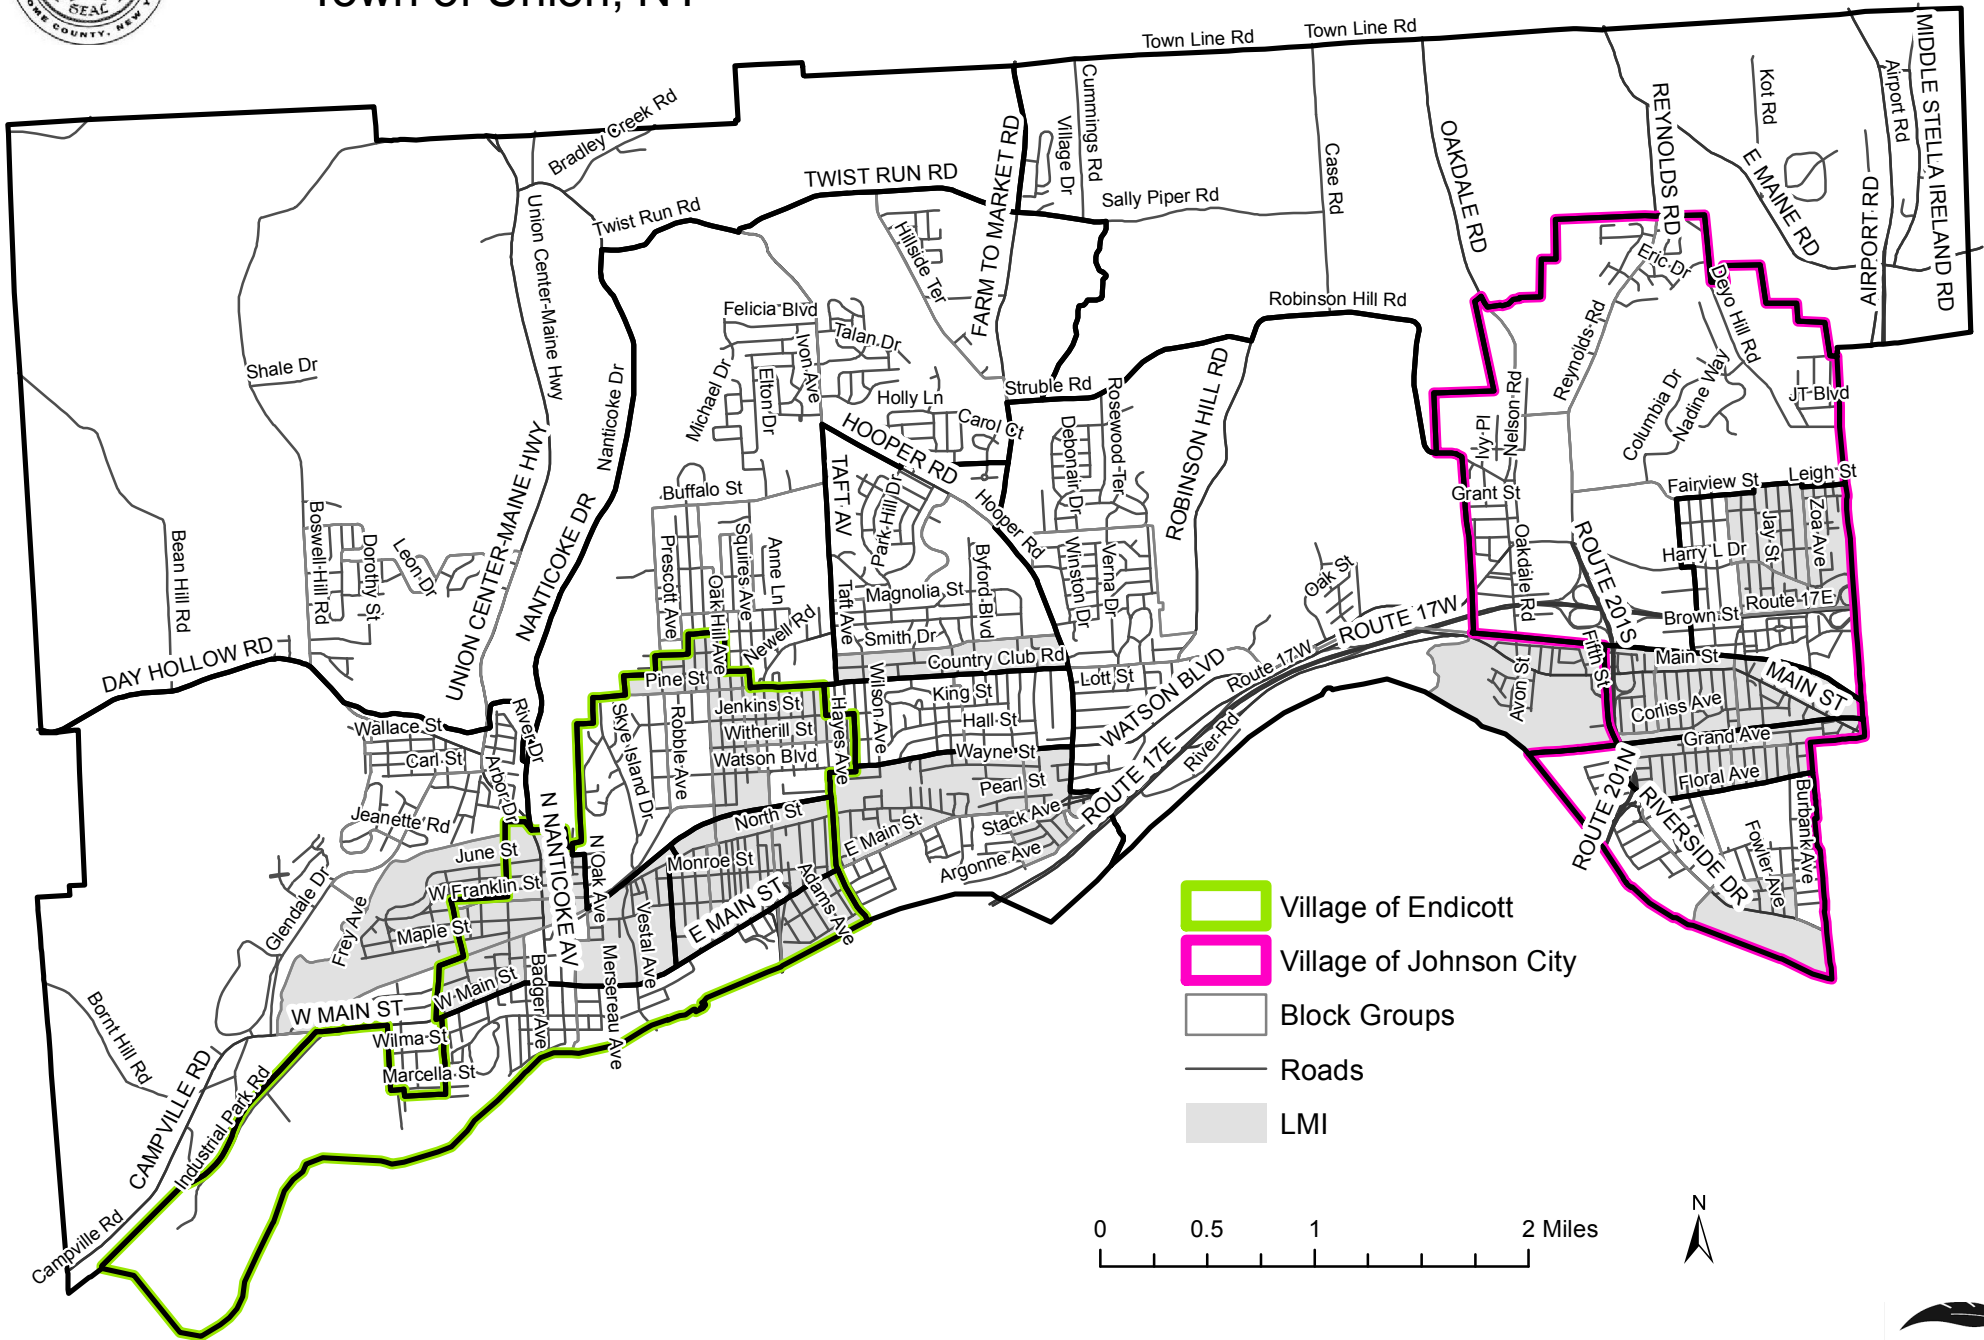 Town of Union, NY
SEAL
OME COUNTY, NEW Y
Town Line Rd
Town Line Rd
MIDDLE STELLA IRELAND RD
Airport Rd
Kot Rd
REYNOLDS RD
Cummings Rd
Village Dr
Bradley Creek Rd
FARM TO MARKET RD
OAKDALE RD
Case Rd
E MAINE RD
AIRPORT RD
TWIST RUN RD
Sally Piper Rd
Twist Run Rd
Union Center-Maine Hwy
Hillside Ter
Eric Dr
Deyo Hill Rd
Robinson Hill Rd
Felicia Blvd
Talan Dr
Ivon Ave
Reynolds Rd
Shale Dr
Nanticoke Dr
Michael Dr
Elton Dr
Holly Ln
Carol Ct
Struble Rd
Rosewood Ter
ROBINSON HILL RD
Nelson Rd
Ivy Pl
Columbia Dr
Nadine Way
JT Blvd
HOOPER RD
Debonair Dr
UNION CENTER-MAINE HWY
TAFT AV
Buffalo St
Park Hill Dr
Hooper Rd
Grant St
Fairview St
Leigh St
Boswell Hill Rd
Dorothy St
Leon Dr
Bean Hill Rd
NANTICOKE DR
Prescott Ave
Squires Ave
Oak Hill Ave
Anne Ln
Newell Rd
Taft Ave
Magnolia St
Byford Blvd
Winston Dr
Verna Dr
Oak St
Oakdale Rd
ROUTE 201S
Harry L Dr
Jay St
Zoa Ave
Smith Dr
ROUTE 17W
Brown St
Route 17E
DAY HOLLOW RD
Country Club Rd
Fifth St
Main St
MAIN ST
Pine St
Wilson Ave
King St
Lott St
WATSON BLVD
Route 17W
Avon St
Corliss Ave
Wallace St
River Dr
Skye Island Dr
Robble Ave
Jenkins St
Hayes Ave
Hall St
River Rd
Grand Ave
Witherill St
Carl St
Arbor Dr
Watson Blvd
Wayne St
ROUTE 17E
ROUTE 201N
Floral Ave
Burbank Ave
Pearl St
Jeanette Rd
N NANTICOKE AV
North St
E Main St
Stack Ave
RIVERSIDE DR
Fowler Ave
June St
N Oak Ave
Monroe St
Argonne Ave
Glendale Dr
W Franklin St
Frey Ave
Maple St
Vestal Ave
E MAIN ST
Adams Ave
Village of Endicott
Village of Johnson City
Block Groups
Roads
LMI
W Main St
Badger Ave
Mersereau Ave
W MAIN ST
Wilma St
Marcella St
Bornt Hill Rd
CAMPVILLE RD
Industrial Park Rd
Campville Rd
N
0 0.5 1 2 Miles